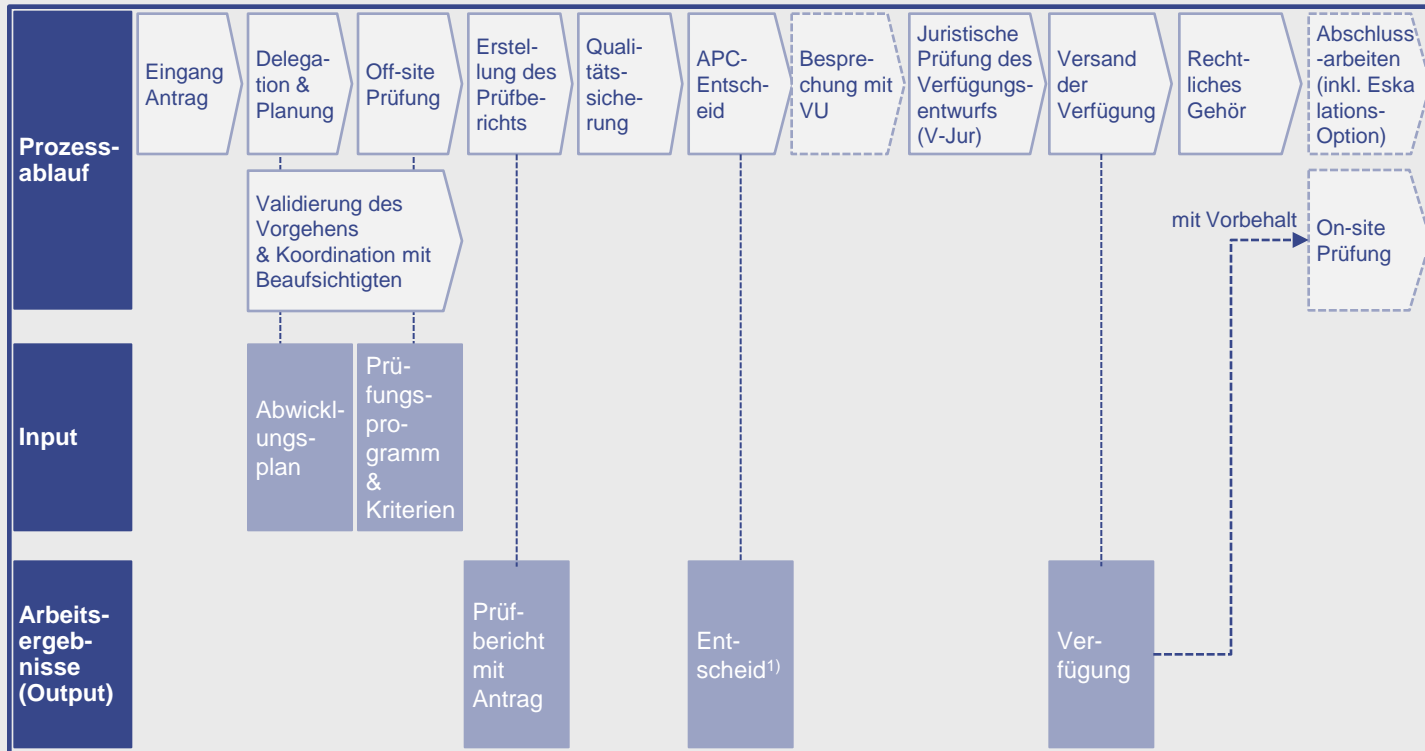 Prozess-
ablauf
Eingang
Antrag
Delega-
tion &
Planung
Off-site
Prüfung
Erstel-
lung des
Prüfbe-
richts
Quali-
täts-
siche-
rung
APC-
Entsch-
eid
Bespre-
chung mit
VU
Juristische
Prüfung des
Verfügungs-
entwurfs
(V-Jur)
Versand
der
Verfügung
Recht-
liches
Gehör
Abschluss
-arbeiten
(inkl. Eska
lations-
Option)
Validierung des
Vorgehens
& Koordination mit
Beaufsichtigten
mit Vorbehalt
On-site
Prüfung
Input
Abwickl-
ungs-
plan
Prü-
fungs-
pro-
gramm
&
Kriterien
Arbeits-
ergeb-
nisse
(Output)
Prüf-
bericht
mit
Antrag
Ent-
scheid1)
Ver-
fügung